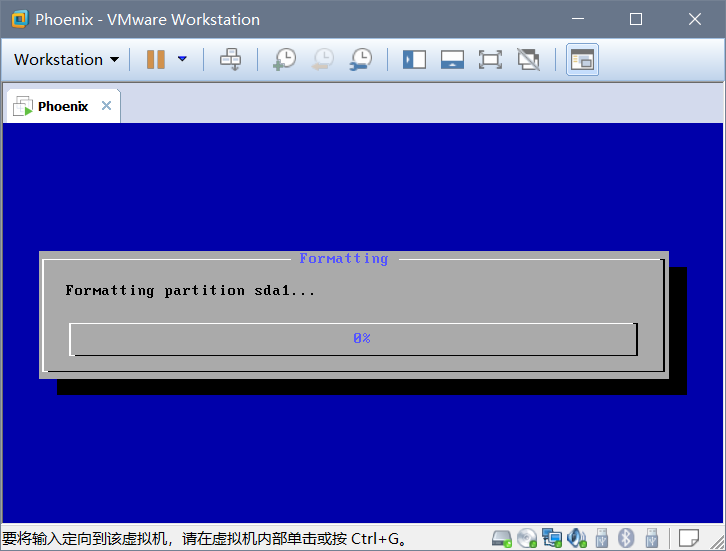 Phoenix - VMware Workstation
Workstation
Phoenix
Formatting
Formatting partition sda1...
0%
要将输入定向到该虚拟机，请在虚拟机内部单击或按 Ctrl+G。